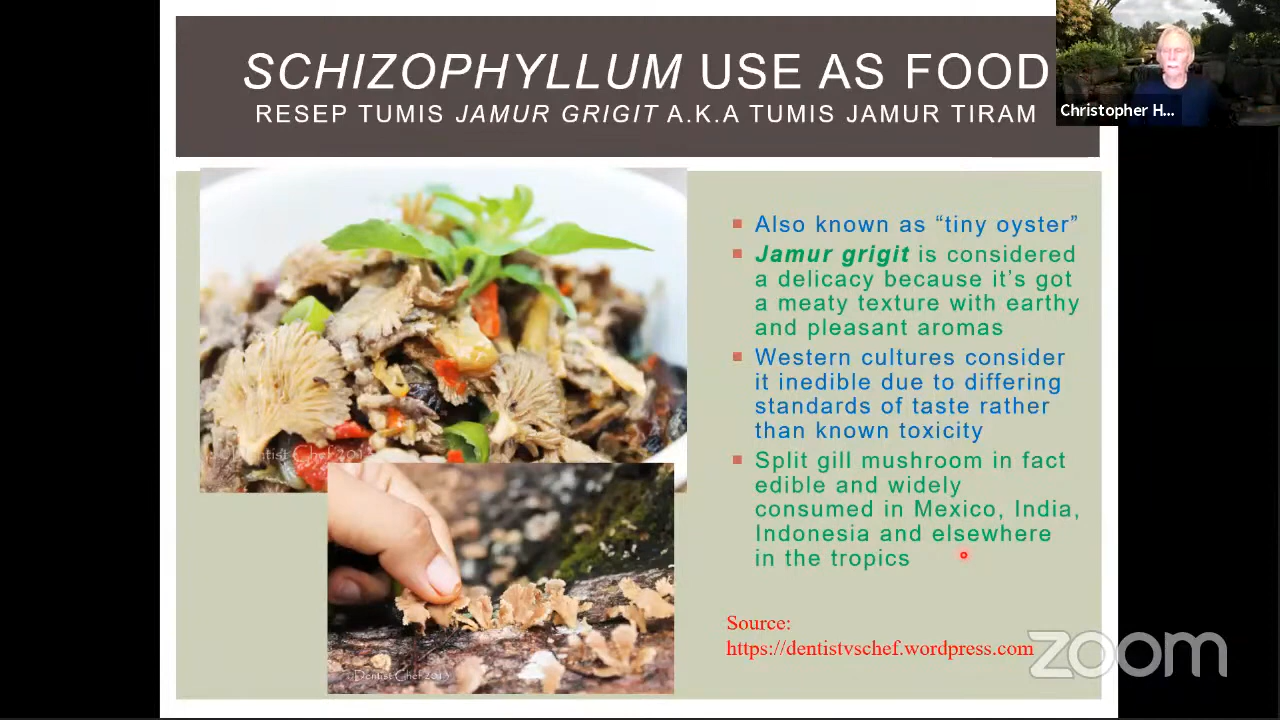 SCHIZOPHYLLUM USE AS FOOD
RESEP TUMIS JAMUR GRIGIT A.K.A TUMIS JAMUR TIRAM
Christopher H...
Also known as “tiny oyster”
Jamur grigit is considered
a delicacy because it’s got
a meaty texture with earthy
and pleasant aromas
Western cultures consider
it inedible due to differing
standards of taste rather
than known toxicity
Split gill mushroom in fact
edible and widely
consumed in Mexico, India,
Indonesia and elsewhere
in the tropics
Dentist Chef
Dentist Chef
Source:
https://dentistvschef.wordpress.com
zoom